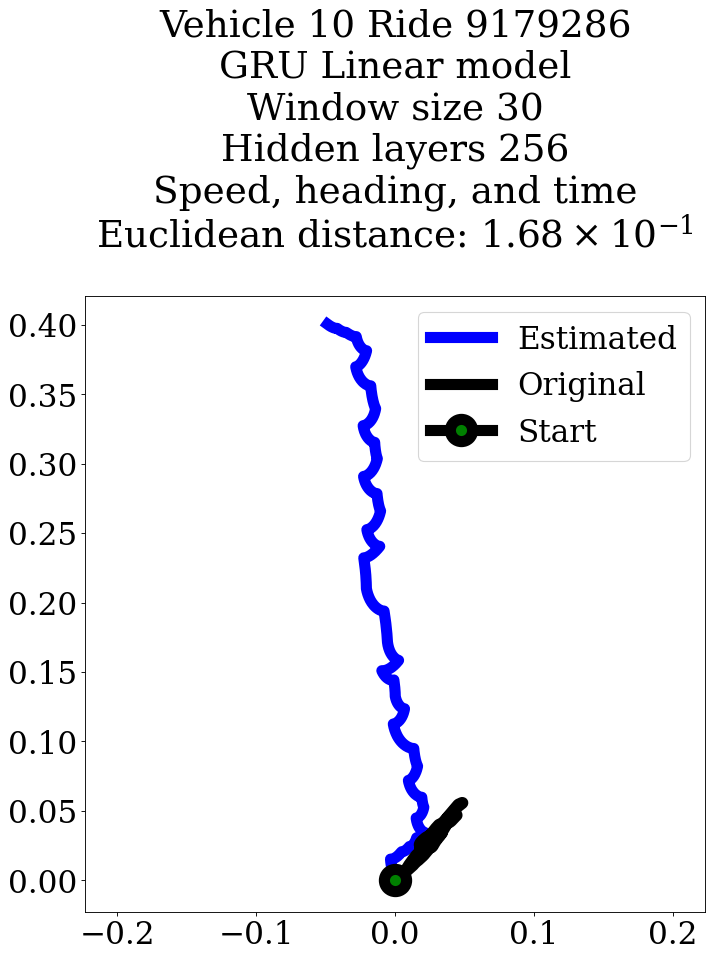 Vehicle 10 Ride 9179286
GRU Linear model
Window size 30
Hidden layers 256
Speed, heading, and time
Euclidean distance: 1.68 × 10⁻¹
Estimated
Original
Start
0.40
0.35
0.30
0.25
0.20
0.15
0.10
0.05
0.00
−0.2 −0.1 0.0 0.1 0.2